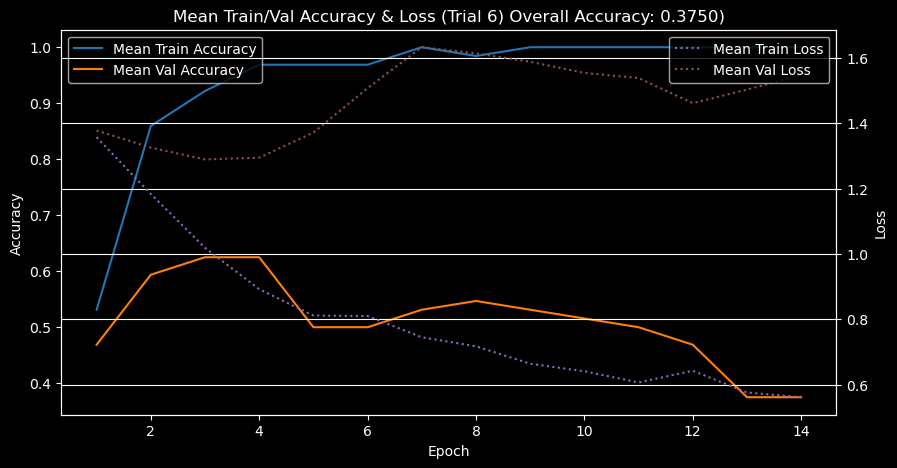 Mean Train/Val Accuracy & Loss (Trial 6) Overall Accuracy: 0.3750)
Mean Train Accuracy
Mean Val Accuracy
Mean Train Loss
Mean Val Loss
1.0
0.9
0.8
0.7
0.6
0.5
0.4
Accuracy
1.6
1.4
1.2
1.0
0.8
0.6
Loss
2 4 6 8 10 12 14
Epoch